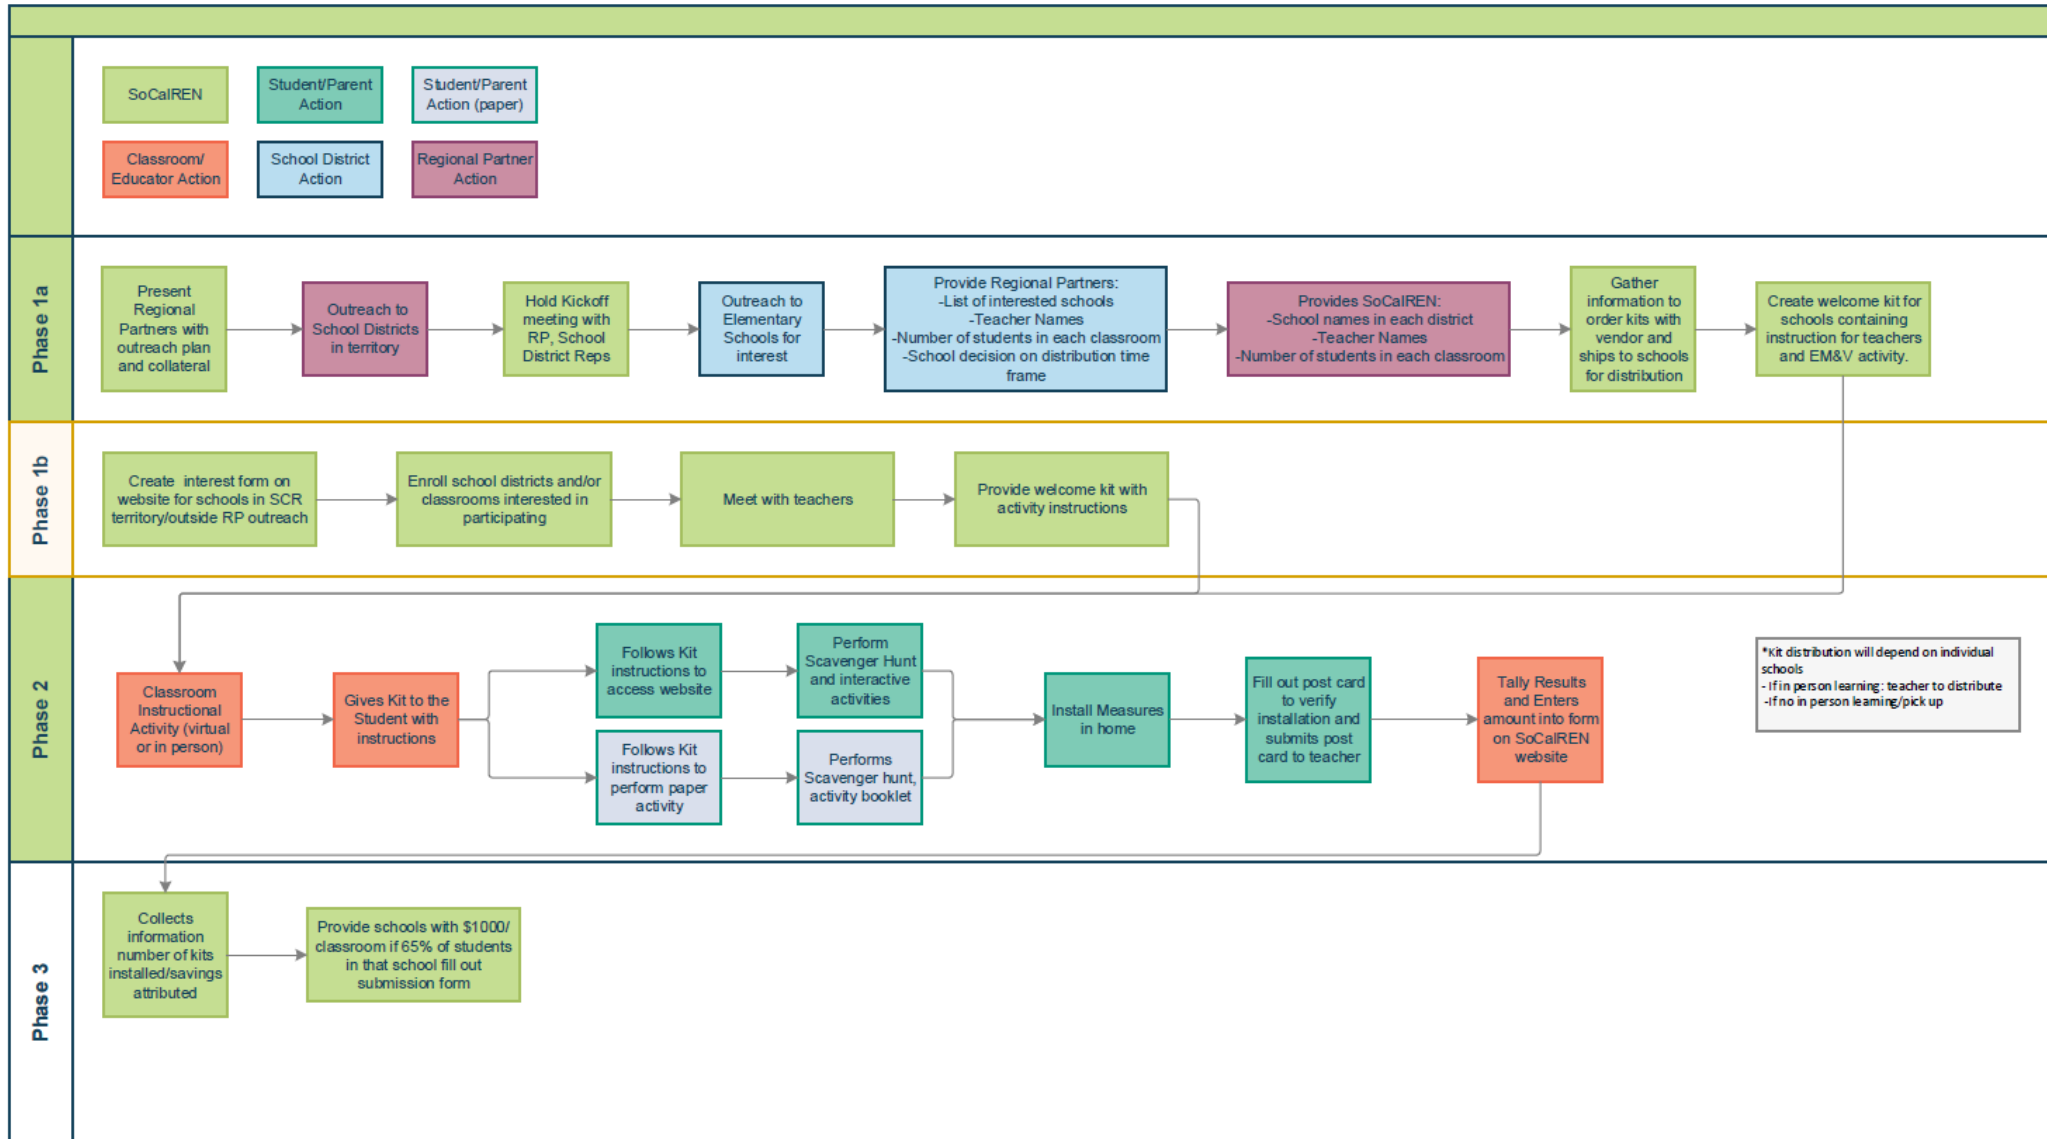 SoCalREN
Student/Parent
Action
Student/Parent
Action (paper)
Classroom/
Educator Action
School District
Action
Regional Partner
Action
Phase 1a
Present
Regional
Partners with
outreach plan
and collateral
Outreach to
School Districts
in territory
Hold Kickoff
meeting with
RP, School
District Reps
Outreach to
Elementary
Schools for
interest
Provide Regional Partners:
-List of interested schools
-Teacher Names
-Number of students in each classroom
-School decision on distribution time
frame
Provides SoCalREN:
-School names in each district
-Teacher Names
-Number of students in each classroom
Gather
information to
order kits with
vendor and
ships to schools
for distribution
Create welcome kit for
schools containing
instruction for teachers
and EM&V activity.
Phase 1b
Create interest form on
website for schools in SCR
territory/outside RP outreach
Enroll school districts and/or
classrooms interested in
participating
Meet with teachers
Provide welcome kit with
activity instructions
Phase 2
Classroom
Instructional
Activity (virtual
or in person)
Gives Kit to the
Student with
instructions
Follows Kit
instructions to
access website
Perform
Scavenger Hunt
and interactive
activities
Follows Kit
instructions to
perform paper
activity
Performs
Scavenger hunt,
activity booklet
Install Measures
in home
Fill out post card
to verify
installation and
submits post
card to teacher
Tally Results
and Enters
amount into form
on SoCalREN
website
*Kit distribution will depend on individual
schools
- If in person learning: teacher to distribute
-If no in person learning/pick up
Phase 3
Collects
information
number of kits
installed/savings
attributed
Provide schools with $1000/
classroom if 65% of students
in that school fill out
submission form